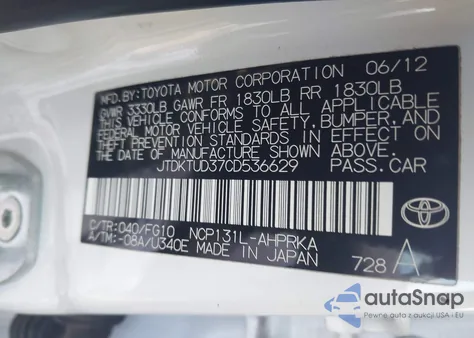 MFD.BY:TOYOTA MOTOR CORPORATION 06/12
GVWR 3330LB GAWR FR 1830LB RR 1830LB
THIS VEHICLE CONFORMS TO ALL APPLICABLE
FEDERAL MOTOR VEHICLE SAFETY, BUMPER, AND
THEFT PREVENTION STANDARDS IN EFFECT ON
THE DATE OF MANUFACTURE SHOWN ABOVE.
JTDKTUD37CD536629 PASS.CAR
C/TR:040/FG10 NCP131L-AHPRKA
A/TM:-08A/U340E MADE IN JAPAN
728 A
TOYOTA
autoSnap
Pewne auta z aukcji USA i EU